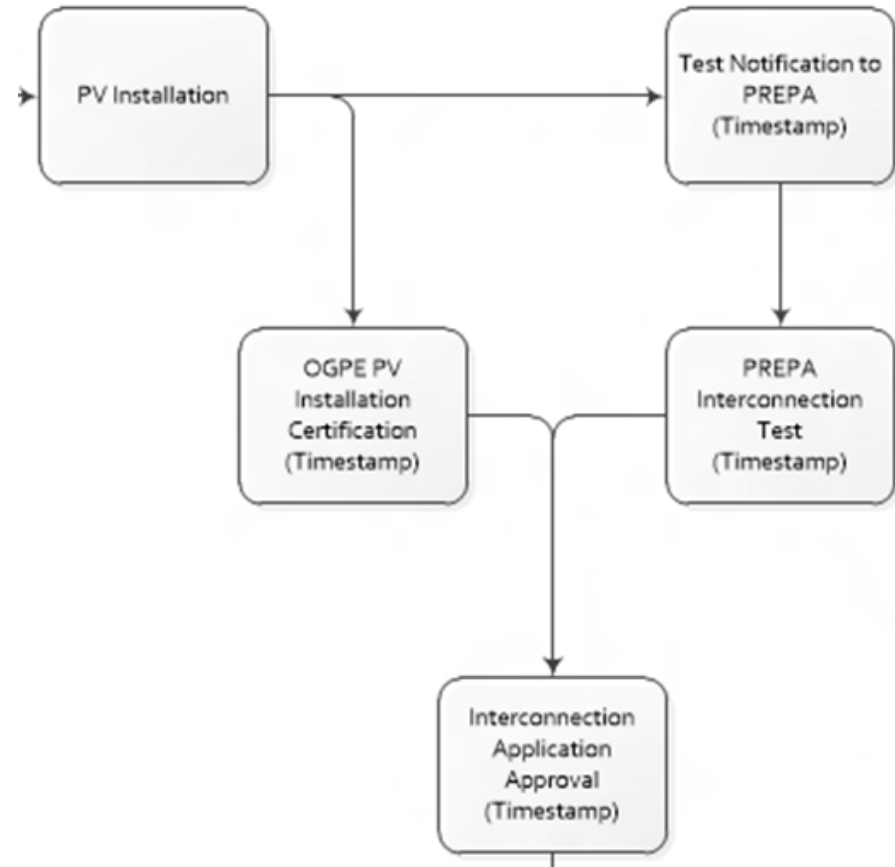 PV Installation
Test Notification to
PREPA
(Timestamp)
OGPE PV
Installation
Certification
(Timestamp)
PREPA
Interconnection
Test
(Timestamp)
Interconnection
Application
Approval
(Timestamp)